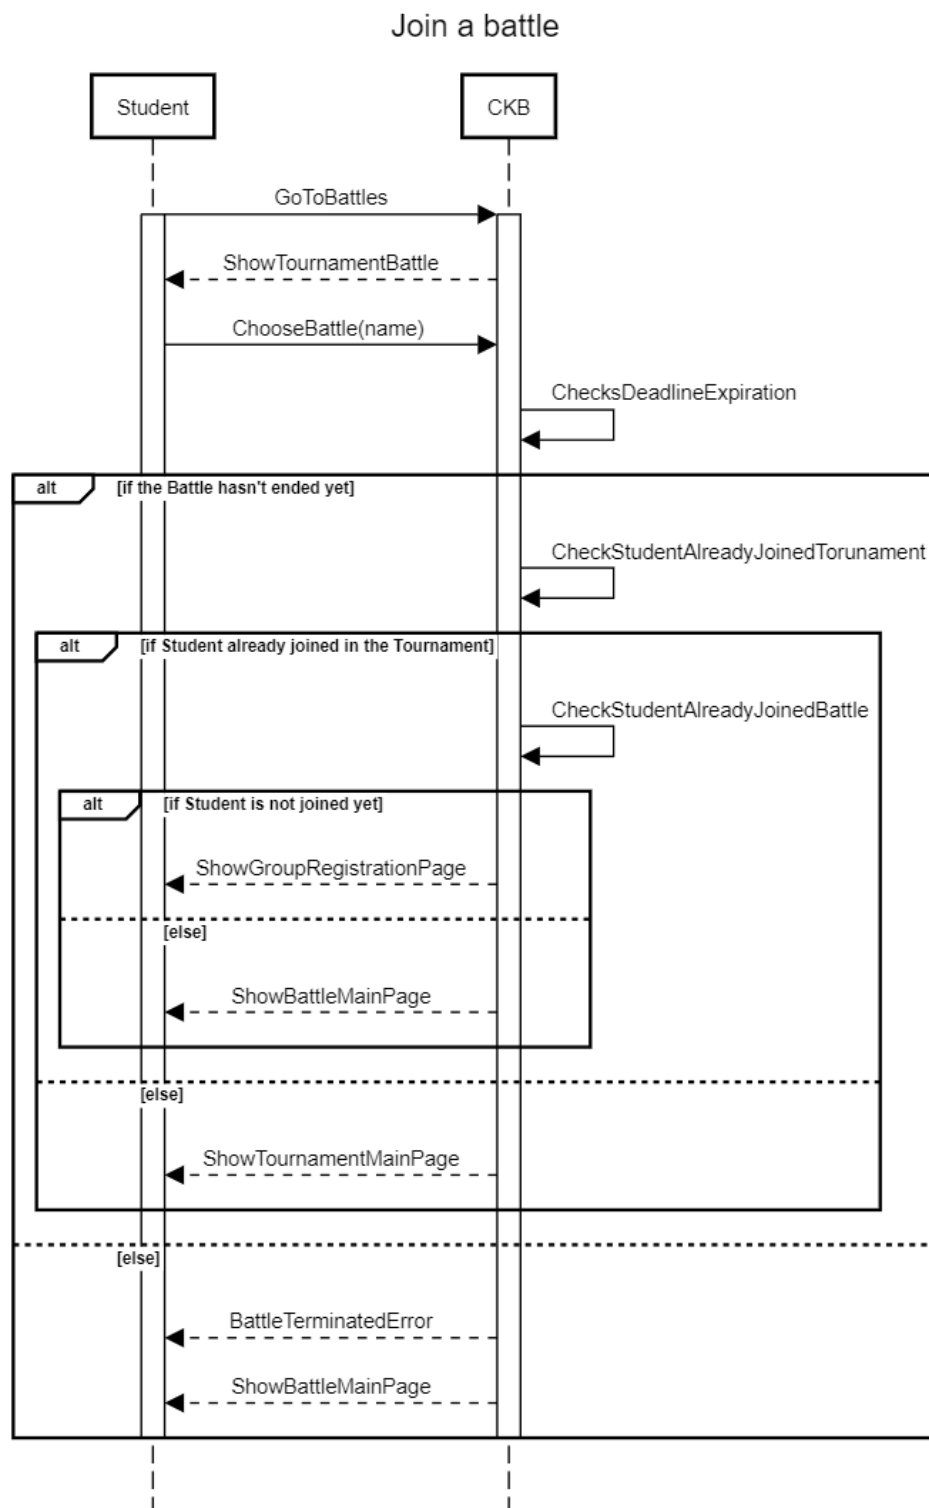 Join a battle
Student
CKB
GoToBattles
ShowTournamentBattle
ChooseBattle(name)
ChecksDeadlineExpiration
alt
[if the Battle hasn't ended yet]
CheckStudentAlreadyJoinedTorunament
alt
[if Student already joined in the Tournament]
CheckStudentAlreadyJoinedBattle
alt
[if Student is not joined yet]
ShowGroupRegistrationPage
[else]
ShowBattleMainPage
[else]
ShowTournamentMainPage
[else]
BattleTerminatedError
ShowBattleMainPage